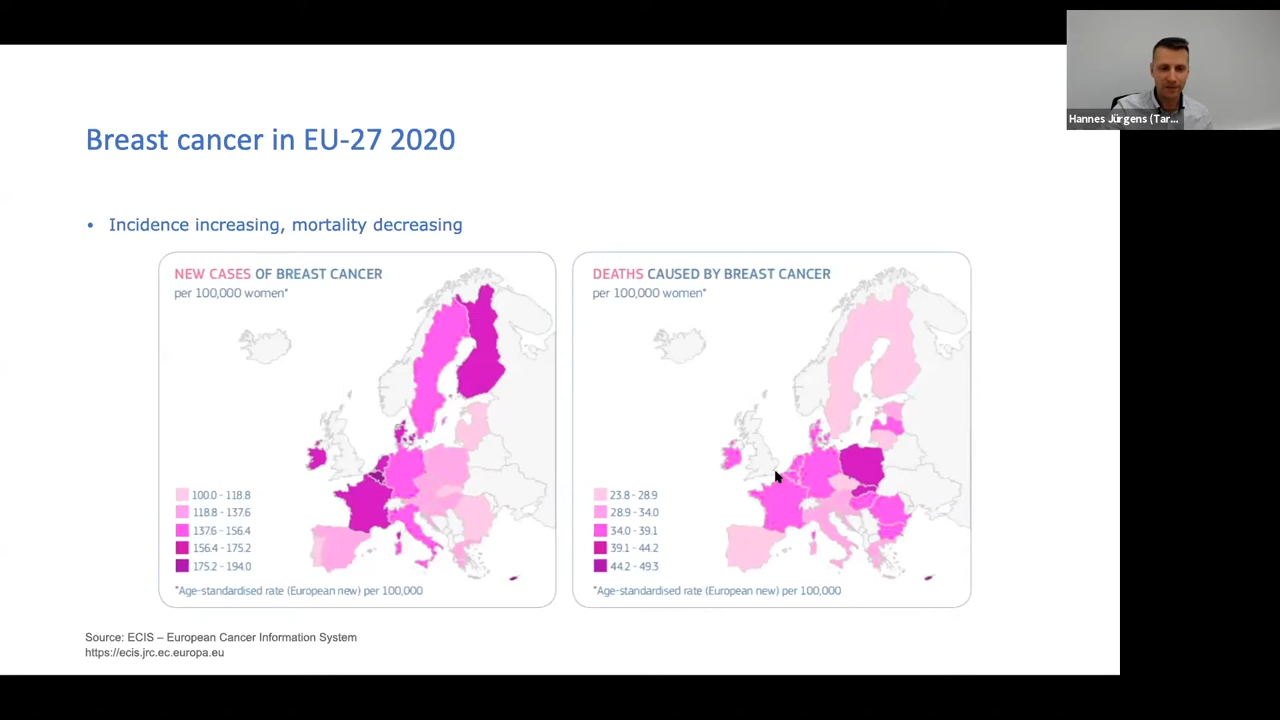 Hannes Jürgens (Tar...
Breast cancer in EU-27 2020
• Incidence increasing, mortality decreasing
NEW CASES OF BREAST CANCER
per 100,000 women*
100.0 - 118.8
118.8 - 137.6
137.6 - 156.4
156.4 - 175.2
175.2 - 194.0
*Age-standardised rate (European new) per 100,000
DEATHS CAUSED BY BREAST CANCER
per 100,000 women*
23.8 - 28.9
28.9 - 34.0
34.0 - 39.1
39.1 - 44.2
44.2 - 49.3
*Age-standardised rate (European new) per 100,000
Source: ECIS – European Cancer Information System
https://ecis.jrc.ec.europa.eu